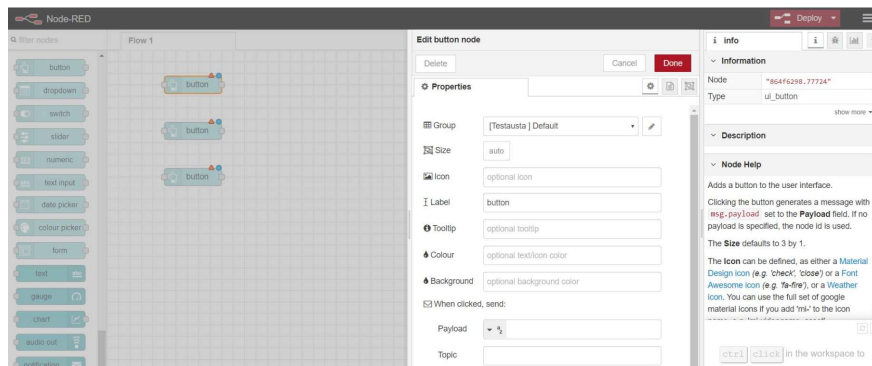 Node-RED
Deploy
filter nodes
button
dropdown
switch
slider
numeric
text input
date picker
colour picker
form
text
gauge
chart
audio out
notification
Flow 1
button
button
button
Edit button node
Delete
Cancel
Done
Properties
Group
[Testausta ] Default
Size
auto
Icon
optional icon
Label
button
Tooltip
optional tooltip
Colour
optional text/icon color
Background
optional background color
When clicked, send:
Payload
Topic
i info
Information
Node "864f6298.77724"
Type ui_button
show more
Description
Node Help
Adds a button to the user interface.
Clicking the button generates a message with
msg.payload set to the Payload field. If no
payload is specified, the node id is used.
The Size defaults to 3 by 1.
The Icon can be defined, as either a Material
Design icon (e.g. 'check', 'close') or a Font
Awesome icon (e.g. 'fa-fire'), or a Weather
icon. You can use the full set of google
material icons if you add 'mi-' to the icon
ctrl click in the workspace to